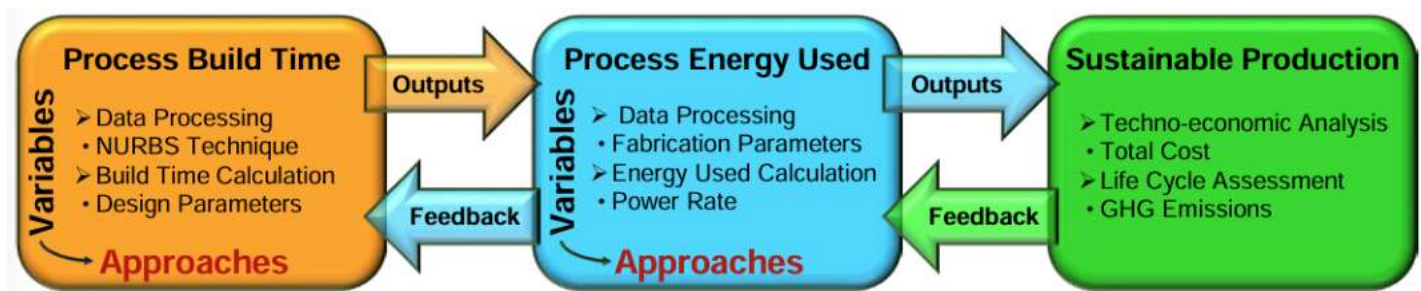 Process Build Time
Variables
➢ Data Processing
• NURBS Technique
➢ Build Time Calculation
• Design Parameters
Approaches
Outputs
Feedback
Process Energy Used
Variables
➢ Data Processing
• Fabrication Parameters
➢ Energy Used Calculation
• Power Rate
Approaches
Outputs
Feedback
Sustainable Production
➢ Techno-economic Analysis
• Total Cost
➢ Life Cycle Assessment
• GHG Emissions